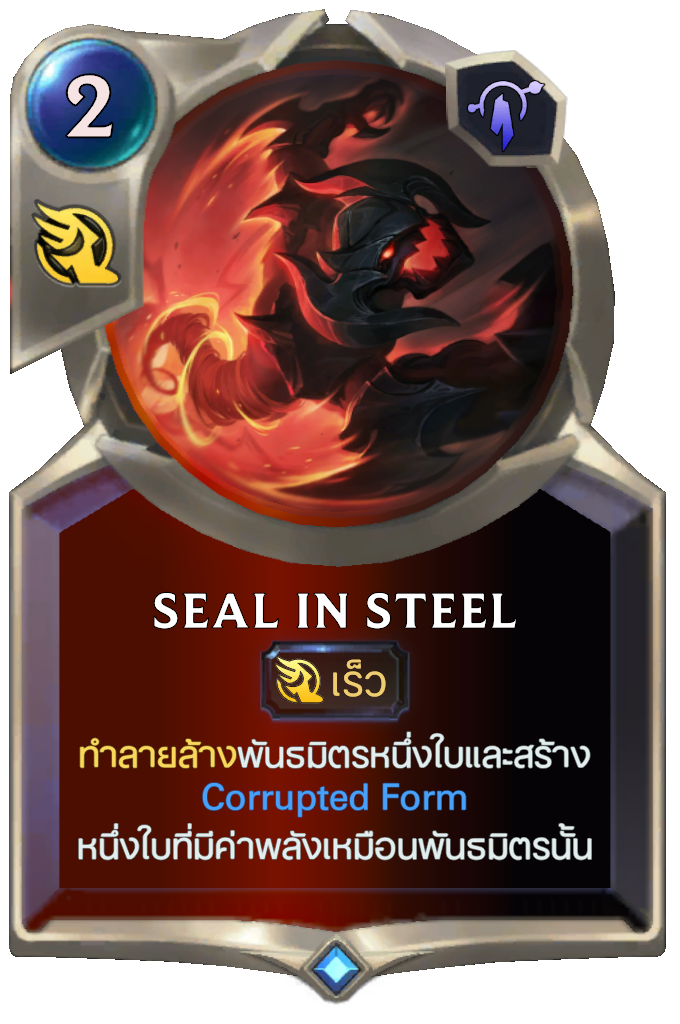 2
SEAL IN STEEL
เร็ว
ทำลายล้างพันธมิตรหนึ่งใบและสร้าง
Corrupted Form
หนึ่งใบที่มีค่าพลังเหมือนพันธมิตรนั้น